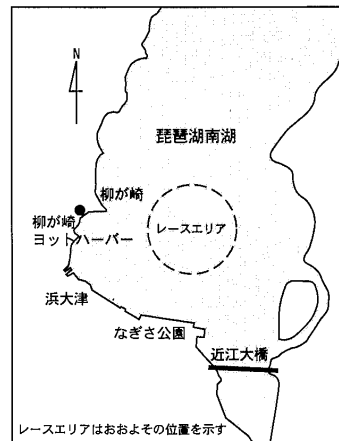 N
琵琶湖南湖
柳が崎
柳が崎
ヨットハーバー
レースエリア
浜大津
なぎさ公園
近江大橋
レースエリアはおおよその位置を示す